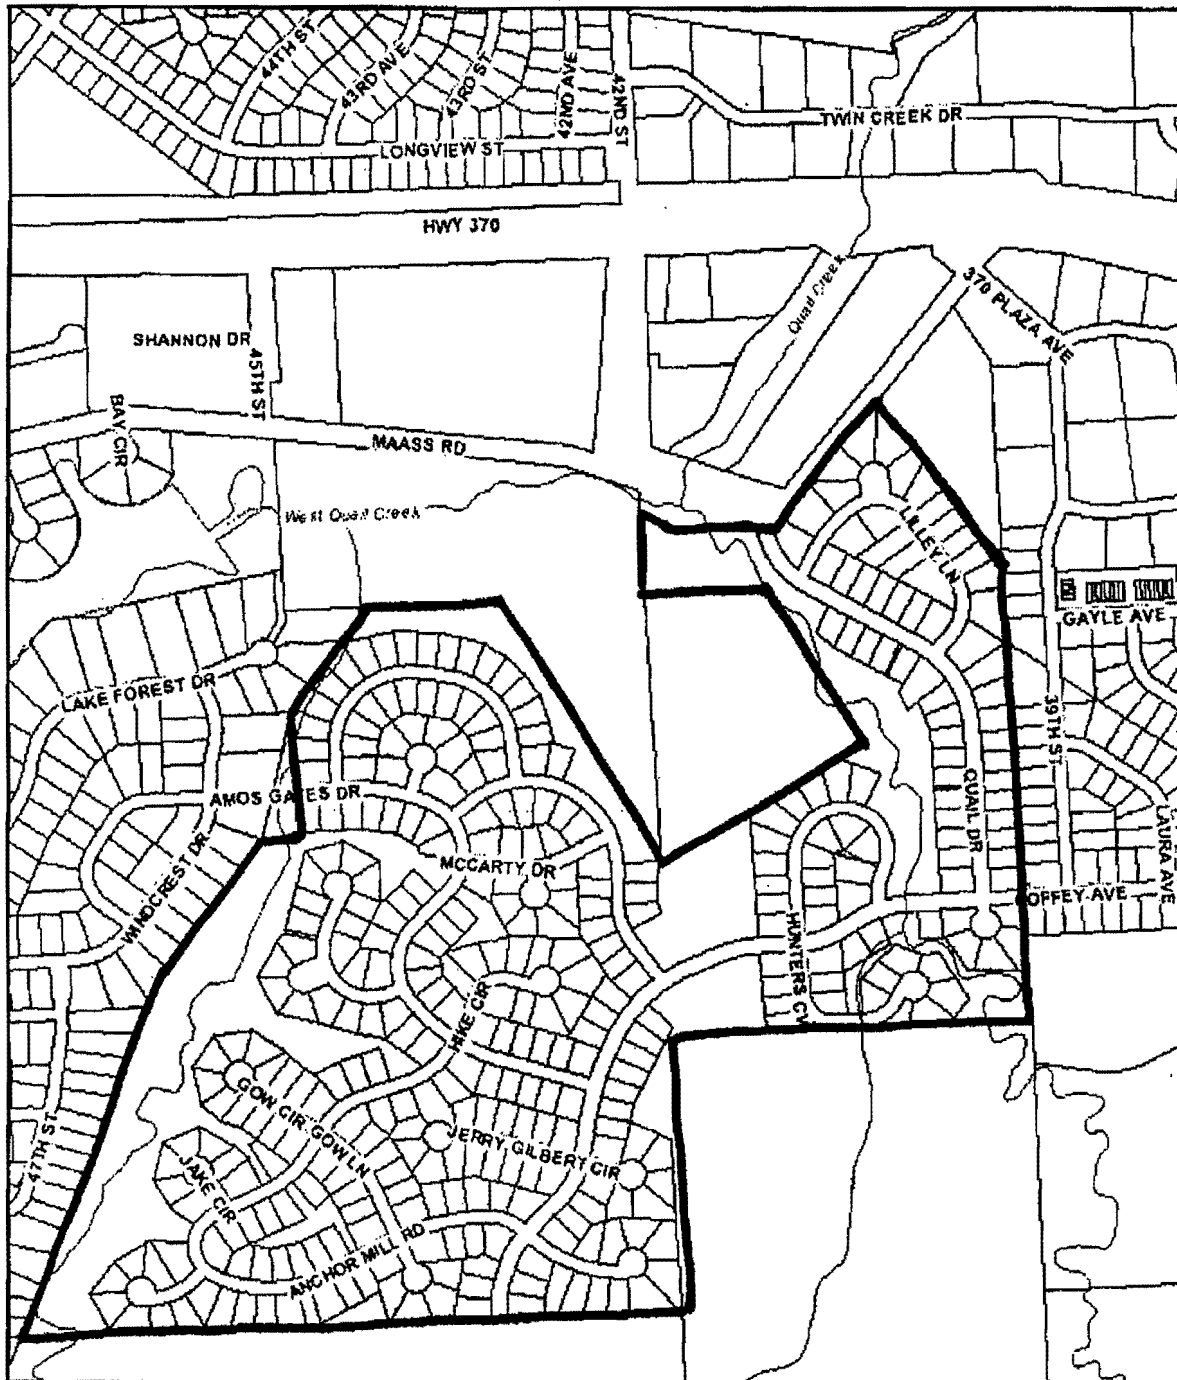 44TH ST
43RD AVE
43RD ST
42ND AVE
42ND ST
TWIN CREEK DR
LONGVIEW ST
HWY 370
Quail Creek
370 PLAZA AVE
SHANNON DR
45TH ST
BAY CIR
MAASS RD
West Quail Creek
LILLEY LN
GAYLE AVE
LAKE FOREST DR
39TH ST
AMOS GATES DR
QUAIL DR
LAURA AVE
WINDCREST DR
MCCARTY DR
HUNTERS CV
COFFEY AVE
HIKE CIR
47TH ST
GOW CIR
GOW LN
JERRY GILBERT CIR
JAKE CIR
ANCHOR MILL RD